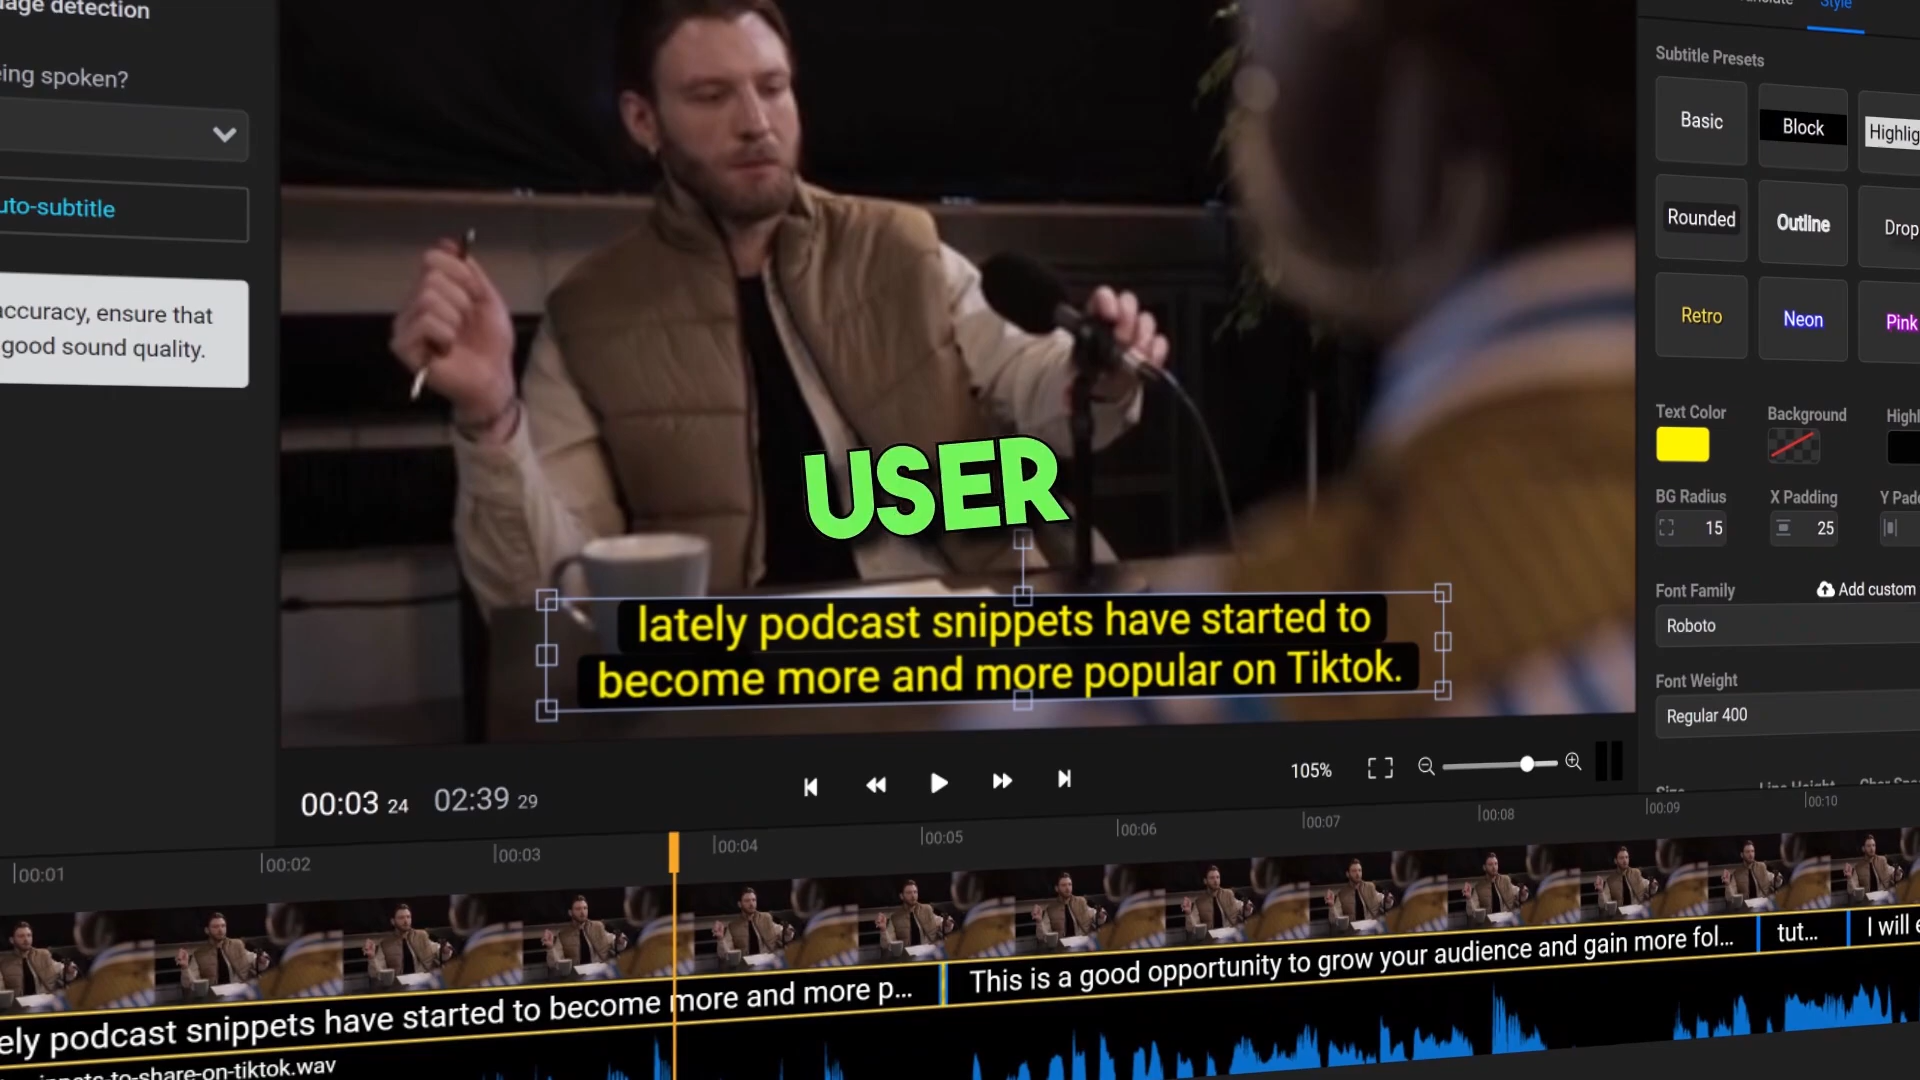 age detection
ing spoken?
uto-subtitle
accuracy, ensure that
good sound quality.
USER
lately podcast snippets have started to
become more and more popular on Tiktok.
Style
Subtitle Presets
Basic
Block
Highlig
Rounded
Outline
Drop
Retro
Neon
Pink
Text Color
Background
Highl
BG Radius
X Padding
Y Pad
15
25
Font Family
Add custom
Roboto
Font Weight
Regular 400
00:03 24
02:39 29
105%
00:01
00:02
00:03
00:04
00:05
00:06
00:07
00:08
00:09
00:10
ely podcast snippets have started to become more and more p...
This is a good opportunity to grow your audience and gain more fol...
tut...
I will e
to-share-on-tiktok.wav